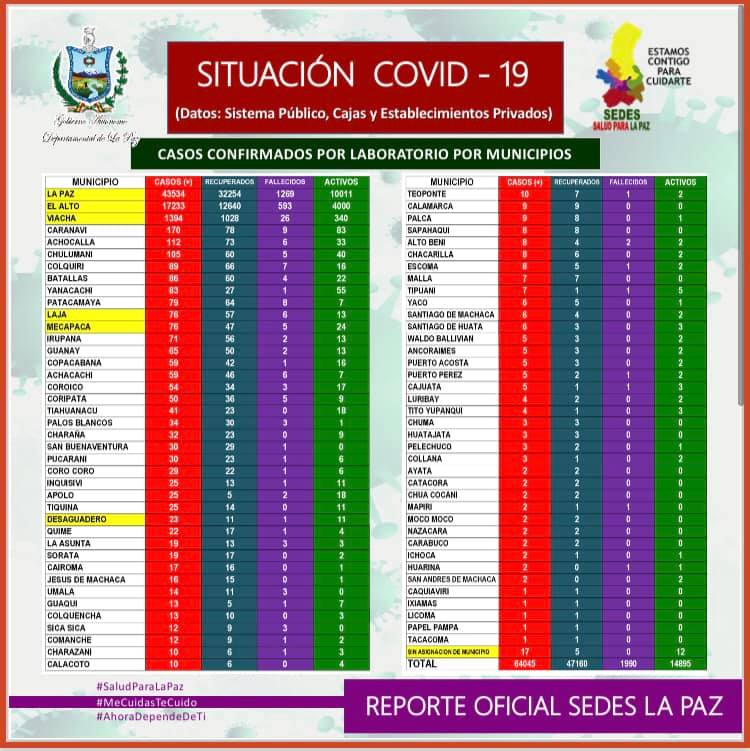 Gobierno Autónomo
Departamental de La Paz
SITUACIÓN COVID - 19
(Datos: Sistema Público, Cajas y Establecimientos Privados)
ESTAMOS
CONTIGO
PARA
CUIDARTE
SEDES
SALUD PARA LA PAZ
CASOS CONFIRMADOS POR LABORATORIO POR MUNICIPIOS
MUNICIPIO CASOS (+) RECUPERADOS FALLECIDOS ACTIVOS
LA PAZ 43534 32254 1269 10011
EL ALTO 17233 12640 593 4000
VIACHA 1394 1028 26 340
CARANAVI 170 78 9 83
ACHOCALLA 112 73 6 33
CHULUMANI 105 60 5 40
COLQUIRI 89 66 7 16
BATALLAS 86 60 4 22
YANACACHI 83 27 1 55
PATACAMAYA 79 64 8 7
LAJA 76 57 6 13
MECAPACA 76 47 5 24
IRUPANA 71 56 2 13
GUANAY 65 50 2 13
COPACABANA 59 42 1 16
ACHACACHI 59 46 6 7
COROICO 54 34 3 17
CORIPATA 50 36 5 9
TIAHUANACU 41 23 0 18
PALOS BLANCOS 34 30 3 1
CHARAÑA 32 23 0 9
SAN BUENAVENTURA 30 29 1 0
PUCARANI 30 23 1 6
CORO CORO 29 22 1 6
INQUISIVI 25 13 1 11
APOLO 25 5 2 18
TIQUINA 25 14 0 11
DESAGUADERO 23 11 1 11
QUIME 22 17 1 4
LA ASUNTA 19 13 3 3
SORATA 19 17 0 2
CAIROMA 17 16 0 1
JESUS DE MACHACA 16 15 0 1
UMALA 14 11 3 0
GUAQUI 13 5 1 7
COLQUENCHA 13 10 0 3
SICA SICA 12 9 3 0
COMANCHE 12 9 1 2
CHARAZANI 10 6 1 3
CALACOTO 10 6 0 4
MUNICIPIO CASOS (+) RECUPERADOS FALLECIDOS ACTIVOS
TEOPONTE 10 7 1 2
CALAMARCA 9 9 0 0
PALCA 9 8 0 1
SAPAHAQUI 8 8 0 0
ALTO BENI 8 4 2 2
CHACARILLA 8 6 0 2
ESCOMA 8 5 1 2
MALLA 7 7 0 0
TIPUANI 7 1 1 5
YACO 6 5 0 1
SANTIAGO DE MACHACA 6 4 0 2
SANTIAGO DE HUATA 6 3 0 3
WALDO BALLIVIAN 5 3 0 2
ANCORAIMES 5 3 0 2
PUERTO ACOSTA 5 3 0 2
PUERTO PEREZ 5 2 1 2
CAJUATA 5 1 1 3
LURIBAY 4 2 0 2
TITO YUPANQUI 4 1 0 3
CHUMA 3 3 0 0
HUATAJATA 3 3 0 0
PELECHUCO 3 2 0 1
COLLANA 3 1 0 2
AYATA 2 2 0 0
CATACORA 2 2 0 0
CHUA COCANI 2 2 0 0
MAPIRI 2 1 1 0
MOCO MOCO 2 2 0 0
NAZACARA 2 2 0 0
CARABUCO 2 2 0 0
ICHOCA 2 1 0 1
HUARINA 2 0 1 1
SAN ANDRES DE MACHACA 2 0 0 2
CAQUIAVIRI 1 1 0 0
IXIAMAS 1 1 0 0
LICOMA 1 1 0 0
PAPEL PAMPA 1 1 0 0
TACACOMA 1 1 0 0
SIN ASIGNACION DE MUNICIPIO 17 5 0 12
TOTAL 64045 47160 1990 14895
#SaludParaLaPaz
#MeCuidasTeCuido
#AhoraDependeDeTi
REPORTE OFICIAL SEDES LA PAZ